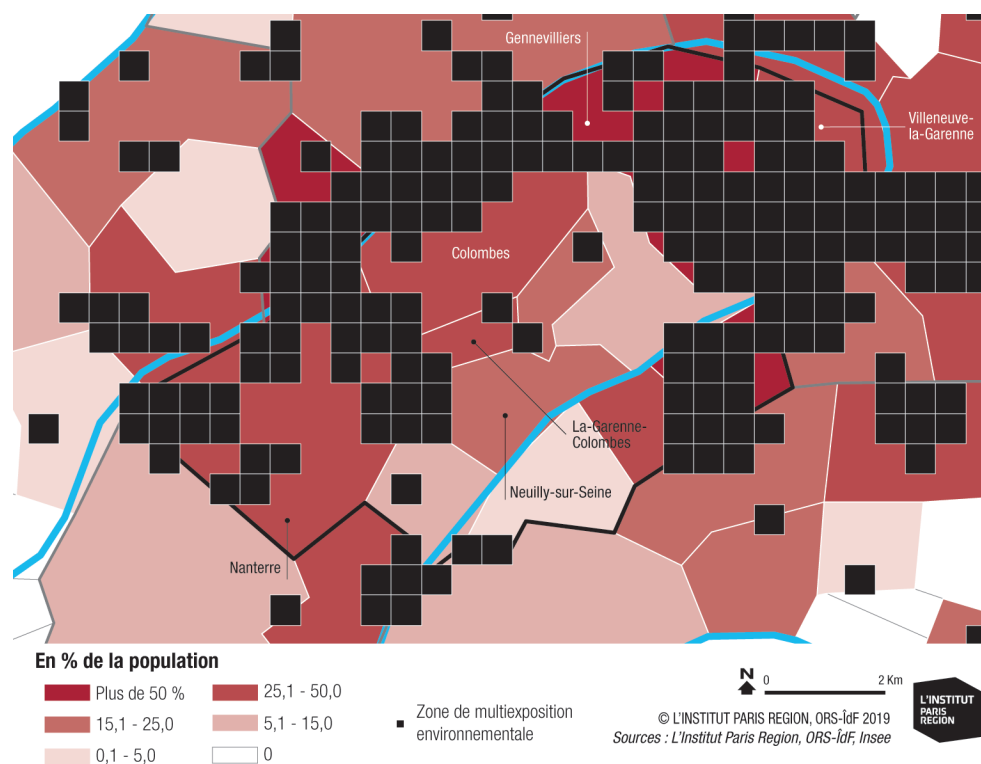 Gennevilliers
Villeneuve-
la-Garenne
Colombes
La-Garenne-
Colombes
Neuilly-sur-Seine
Nanterre
En % de la population
Plus de 50 %
25,1 - 50,0
15,1 - 25,0
5,1 - 15,0
0,1 - 5,0
0
Zone de multiexposition
environnementale
N
0 2 Km
© L'INSTITUT PARIS REGION, ORS-ÎdF 2019
Sources : L'Institut Paris Region, ORS-ÎdF, Insee
L'INSTITUT
PARIS
REGION